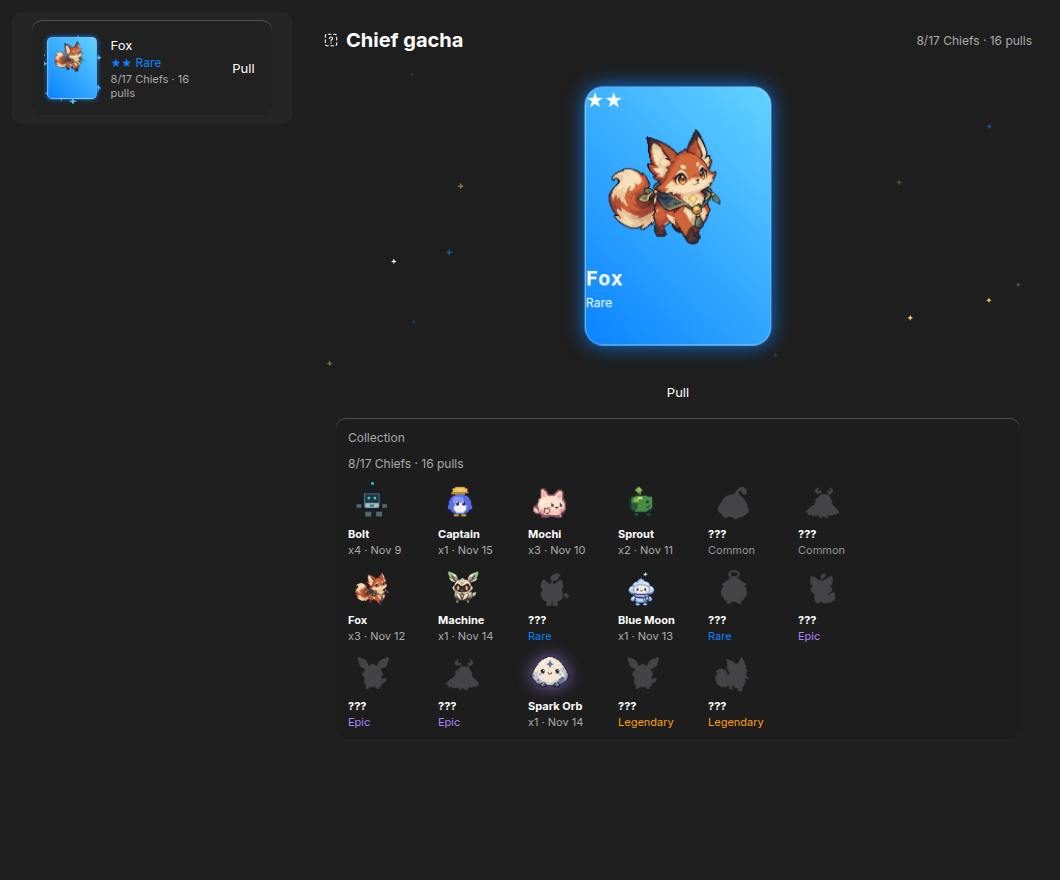 Fox
★★ Rare
8/17 Chiefs · 16
pulls
Pull
Chief gacha
8/17 Chiefs · 16 pulls
★★
Fox
Rare
Pull
Collection
8/17 Chiefs · 16 pulls
Bolt Captain Mochi Sprout ??? ???
x4 · Nov 9 x1 · Nov 15 x3 · Nov 10 x2 · Nov 11 Common Common
Fox Machine ??? Blue Moon ??? ???
x3 · Nov 12 x1 · Nov 14 Rare x1 · Nov 13 Rare Epic
??? ??? Spark Orb ??? ???
Epic Epic x1 · Nov 14 Legendary Legendary